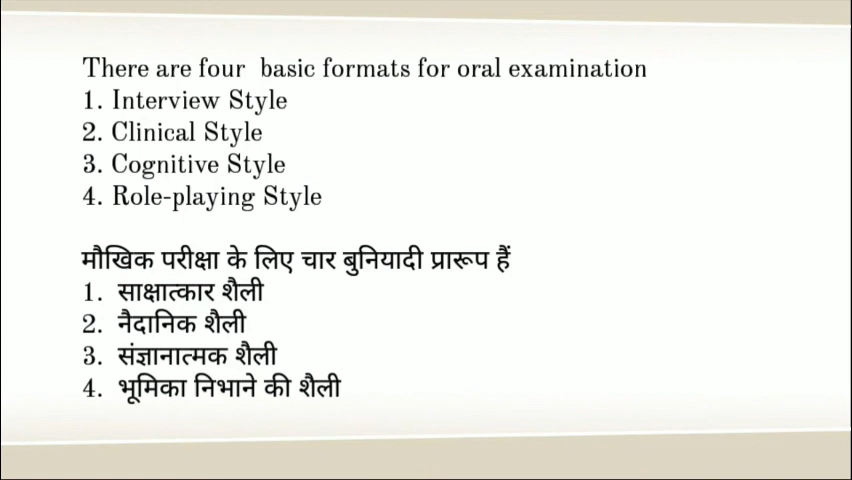 There are four  basic formats for oral examination
1. Interview Style
2. Clinical Style
3. Cognitive Style
4. Role-playing Style
मौखिक परीक्षा के लिए चार बुनियादी प्रारूप हैं
1.  साक्षात्कार शैली
2.  नैदानिक शैली
3.  संज्ञानात्मक शैली
4.  भूमिका निभाने की शैली